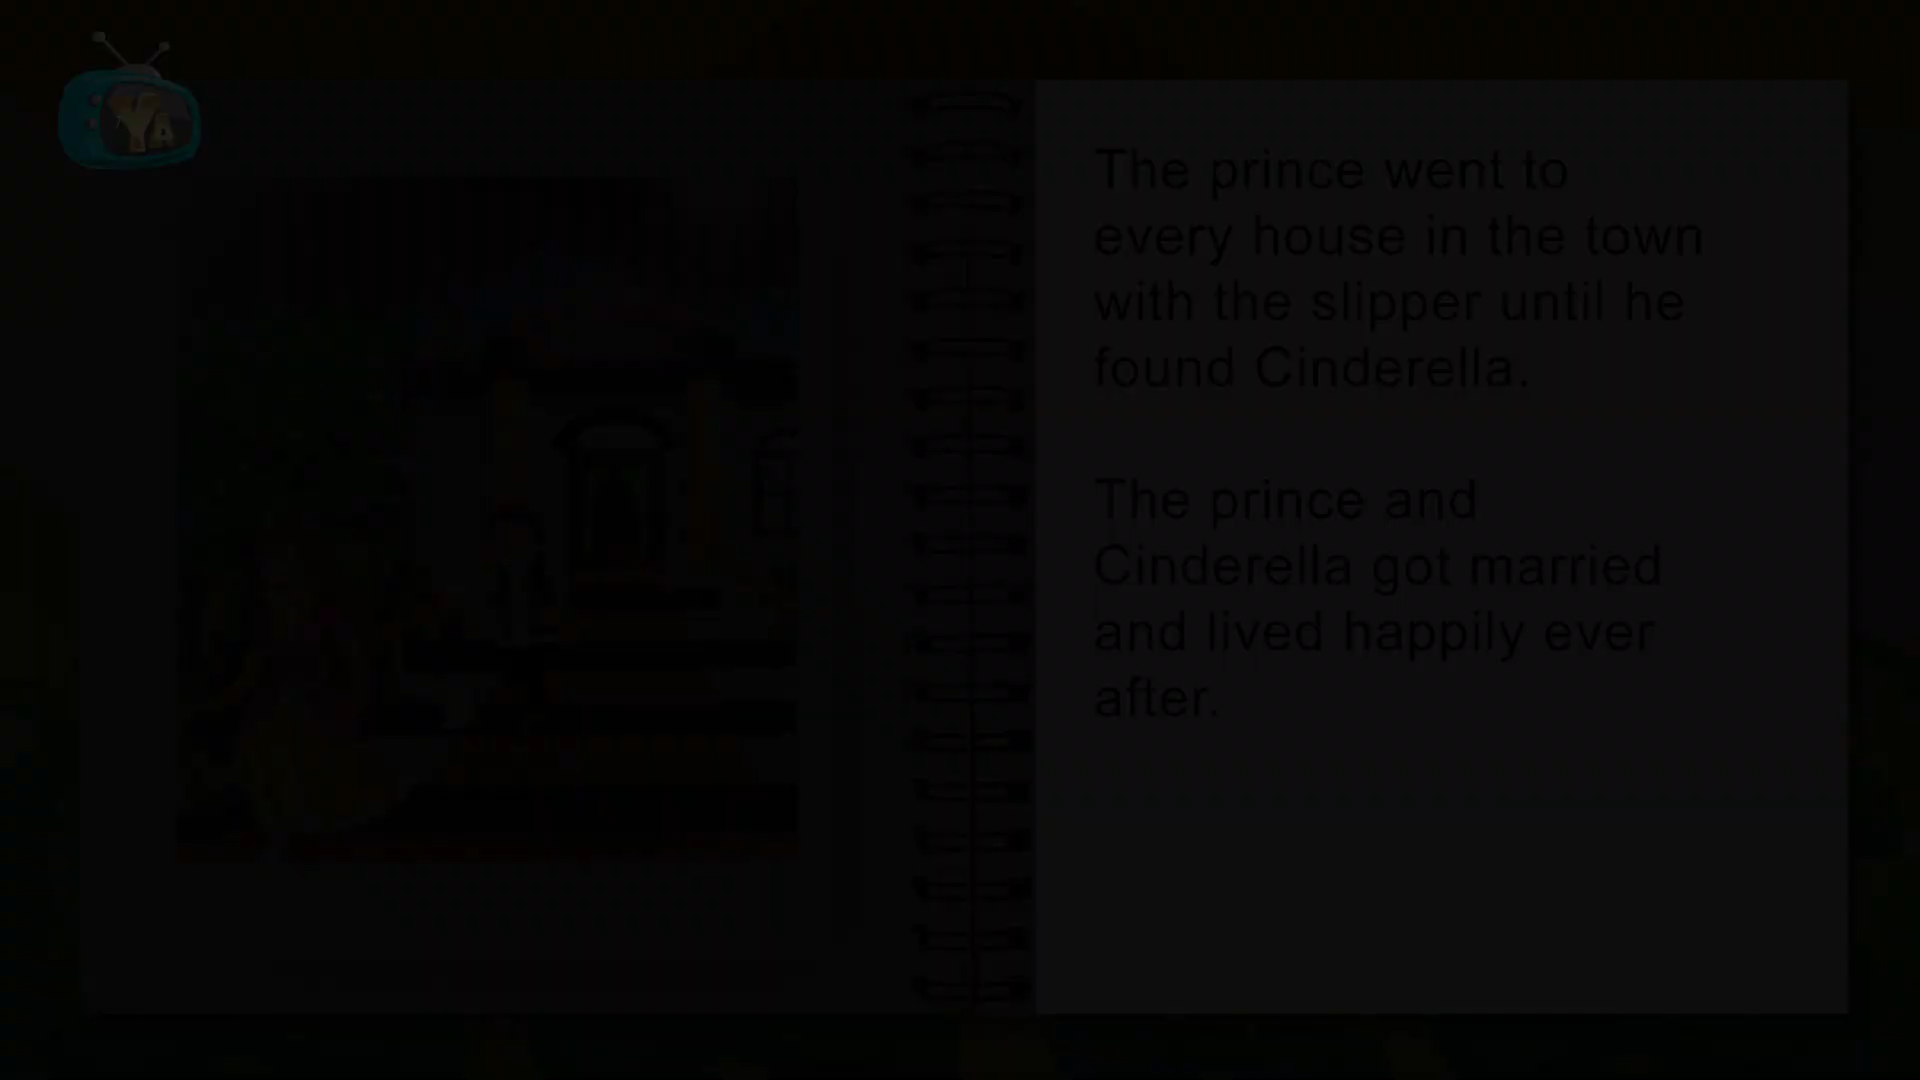 YA
The prince went to
every house in the town
with the slipper until he
found Cinderella.
The prince and
Cinderella got married
and lived happily ever
after.